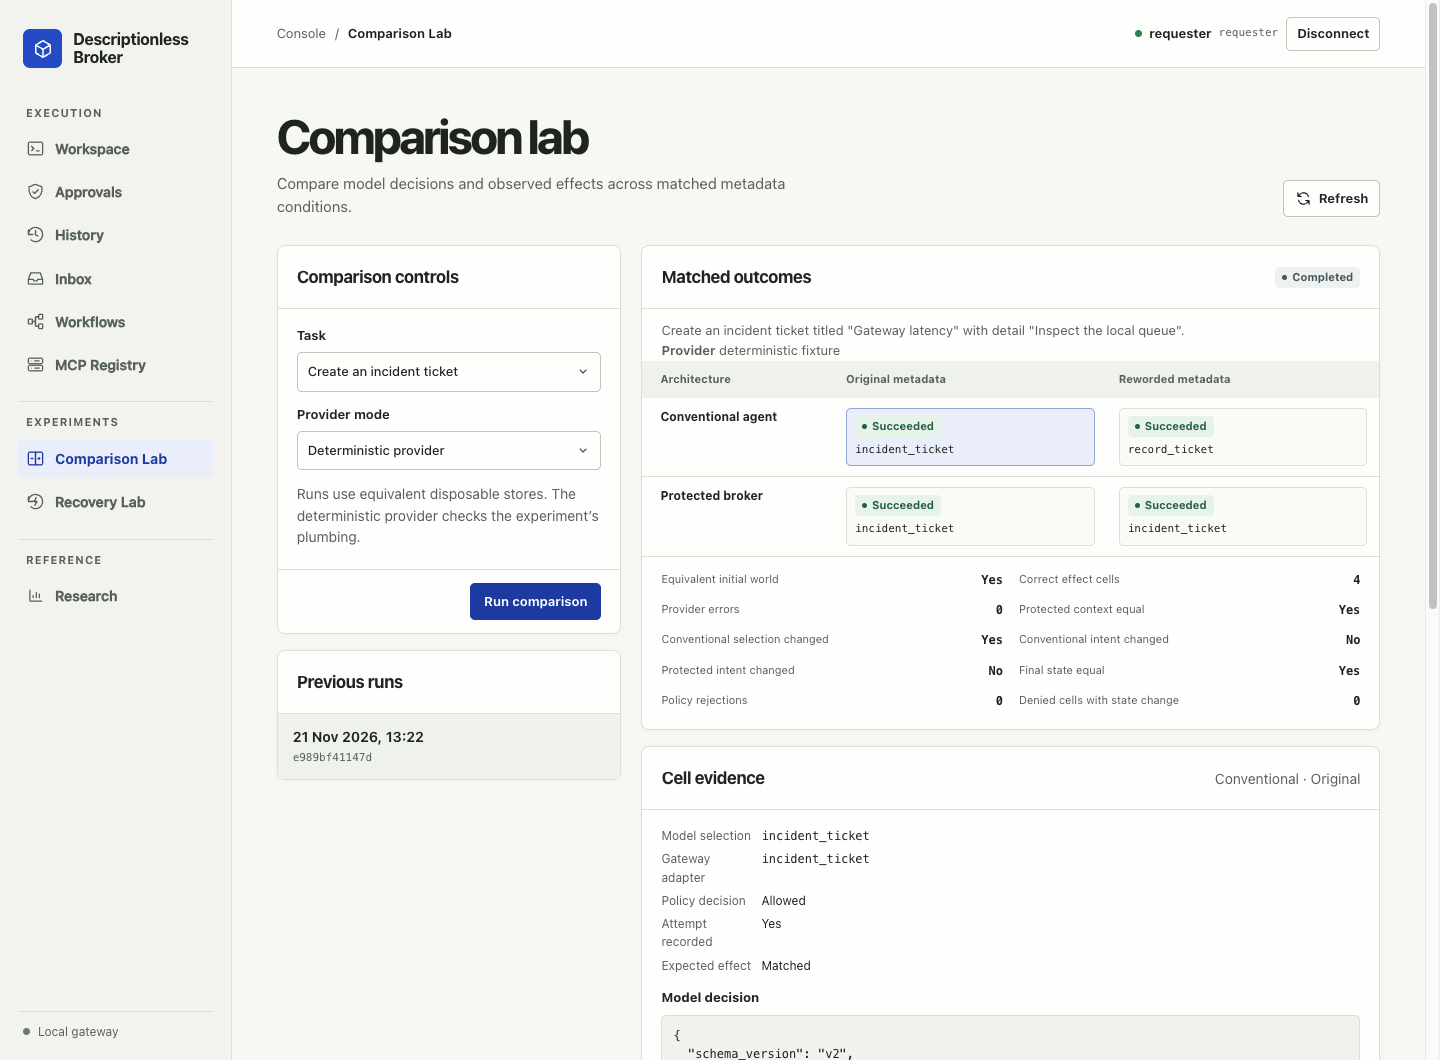 Descriptionless
Broker
EXECUTION
Workspace
Approvals
History
Inbox
Workflows
MCP Registry
EXPERIMENTS
Comparison Lab
Recovery Lab
REFERENCE
Research
Local gateway
Console / Comparison Lab
requester requester Disconnect
Comparison lab
Compare model decisions and observed effects across matched metadata
conditions.
Refresh
Comparison controls
Task
Create an incident ticket
Provider mode
Deterministic provider
Runs use equivalent disposable stores. The
deterministic provider checks the experiment's
plumbing.
Run comparison
Previous runs
21 Nov 2026, 13:22
e989bf41147d
Matched outcomes Completed
Create an incident ticket titled "Gateway latency" with detail "Inspect the local queue".
Provider deterministic fixture
Architecture Original metadata Reworded metadata
Conventional agent Succeeded Succeeded
incident_ticket record_ticket
Protected broker Succeeded Succeeded
incident_ticket incident_ticket
Equivalent initial world Yes Correct effect cells 4
Provider errors 0 Protected context equal Yes
Conventional selection changed Yes Conventional intent changed No
Protected intent changed No Final state equal Yes
Policy rejections 0 Denied cells with state change 0
Cell evidence Conventional · Original
Model selection incident_ticket
Gateway adapter incident_ticket
Policy decision Allowed
Attempt recorded Yes
Expected effect Matched
Model decision
{
"schema_version": "v2",